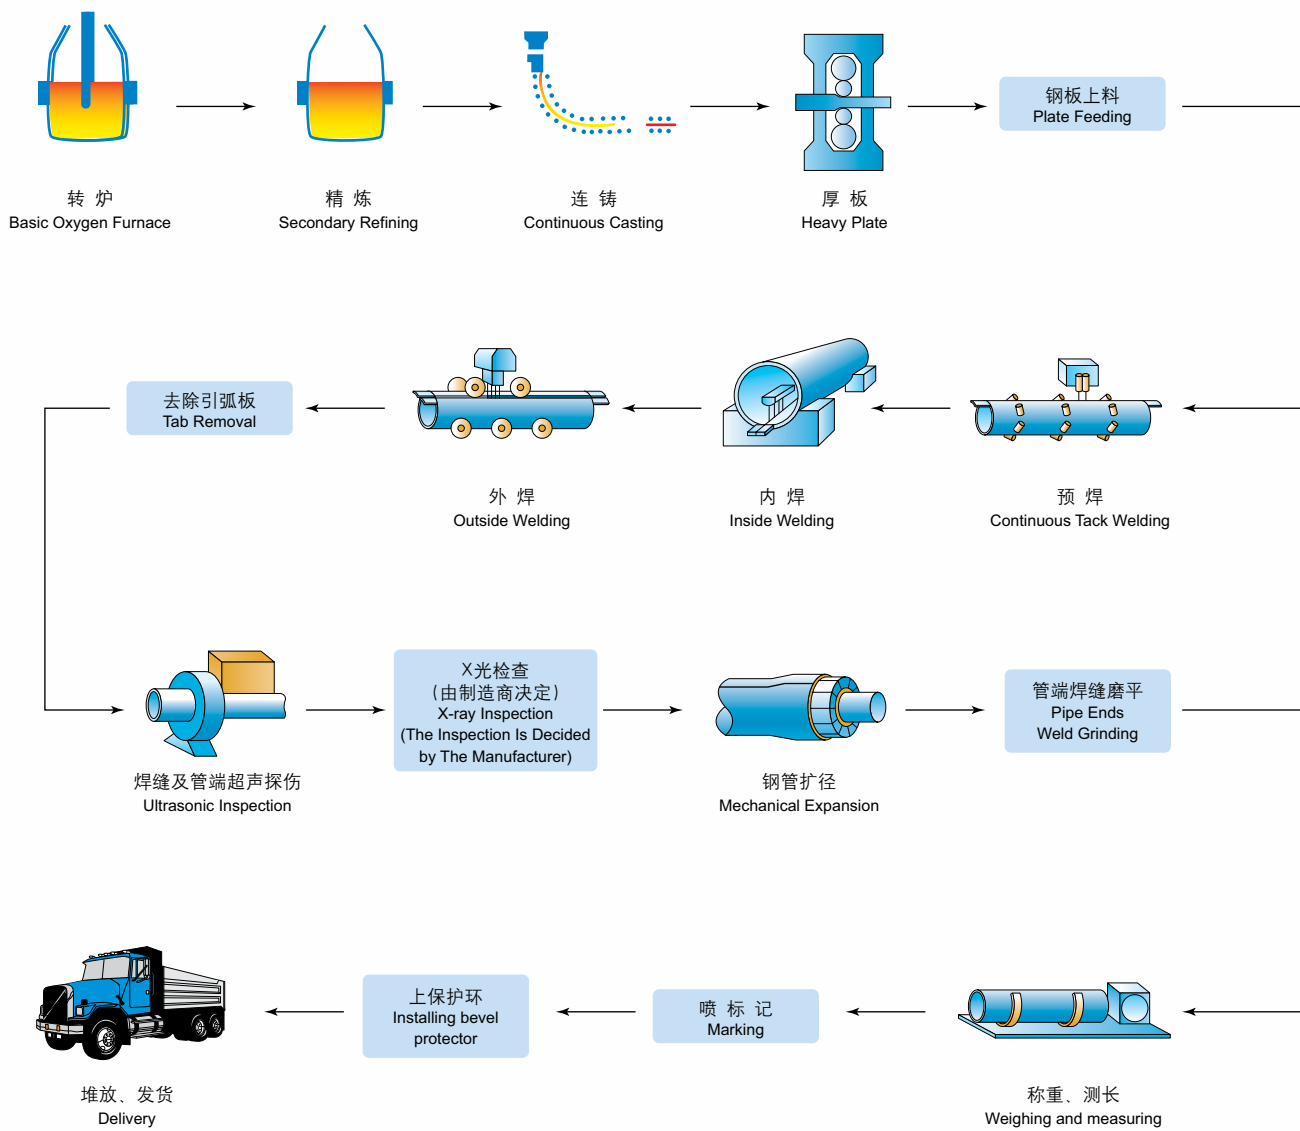 转 炉
Basic Oxygen Furnace
精 炼
Secondary Refining
连 铸
Continuous Casting
厚 板
Heavy Plate
钢板上料
Plate Feeding
预 焊
Continuous Tack Welding
内 焊
Inside Welding
外 焊
Outside Welding
去除引弧板
Tab Removal
焊缝及管端超声探伤
Ultrasonic Inspection
X光检查
(由制造商决定)
X-ray Inspection
(The Inspection Is Decided
by The Manufacturer)
钢管扩径
Mechanical Expansion
管端焊缝磨平
Pipe Ends
Weld Grinding
称重、测长
Weighing and measuring
喷 标 记
Marking
上保护环
Installing bevel
protector
堆放、发货
Delivery